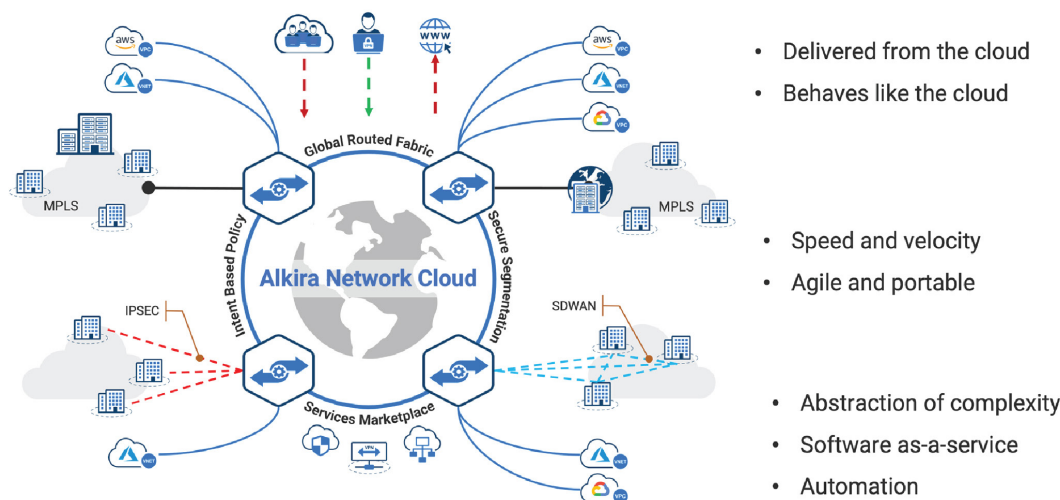 aws
VPC
VNET
VPN
WWW
aws
VPC
VNET
VPC
Delivered from the cloud
Behaves like the cloud
Global Routed Fabric
MPLS
MPLS
Intent Based Policy
Secure Segmentation
Alkira Network Cloud
Speed and velocity
Agile and portable
IPSEC
SDWAN
Services Marketplace
Abstraction of complexity
Software as-a-service
Automation
VNET
VPN
VNET
VPC